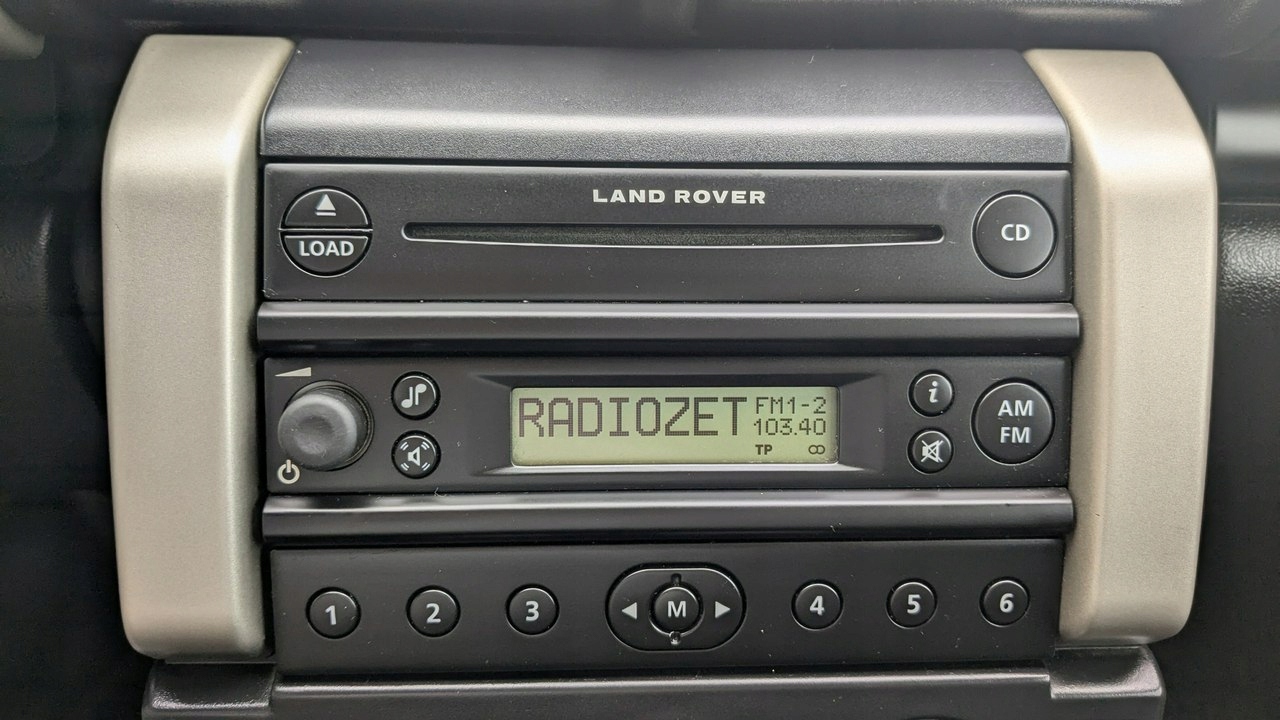 LAND ROVER
LOAD
CD
RADIOZET
FM1-2
103.40
TP
i
AM
FM
1 2 3 M 4 5 6